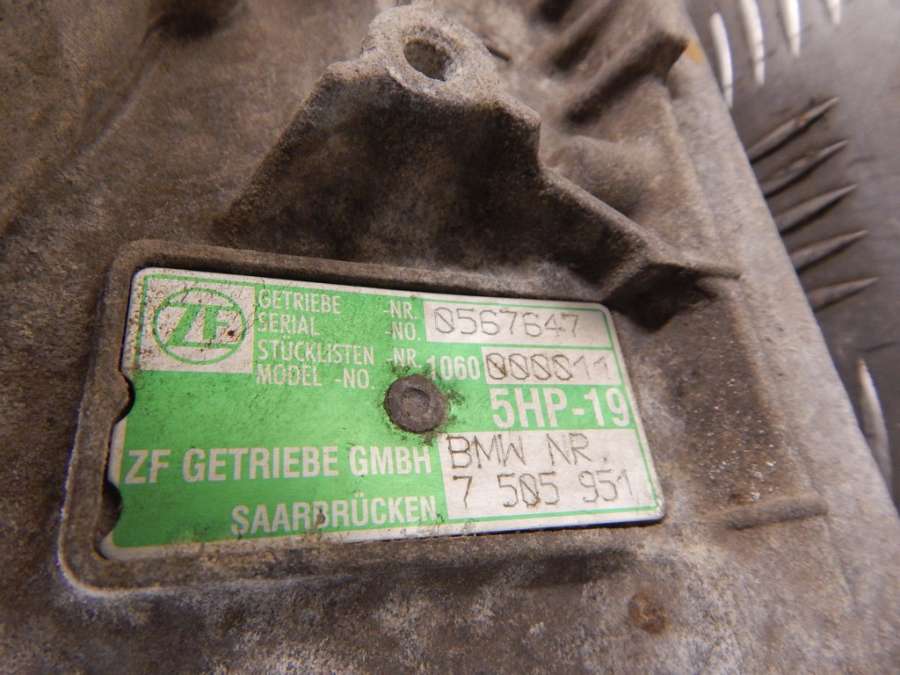 ZF
GETRIEBE -NR. 0567647
SERIAL -NO.
STÜCKLISTEN -NR. 1060 000011
MODEL -NO.
5HP-19
ZF GETRIEBE GMBH BMW NR.
SAARBRÜCKEN 7 505 951